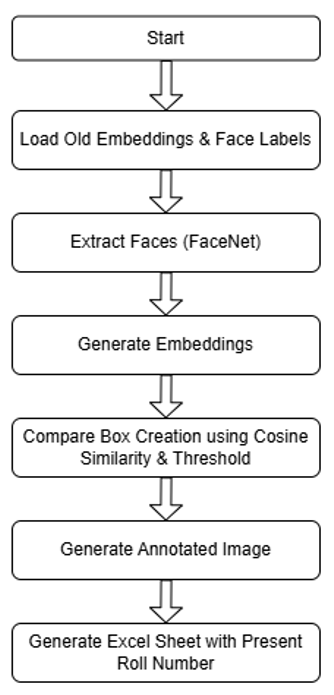 Start
Load Old Embeddings & Face Labels
Extract Faces (FaceNet)
Generate Embeddings
Compare Box Creation using Cosine
Similarity & Threshold
Generate Annotated Image
Generate Excel Sheet with Present
Roll Number